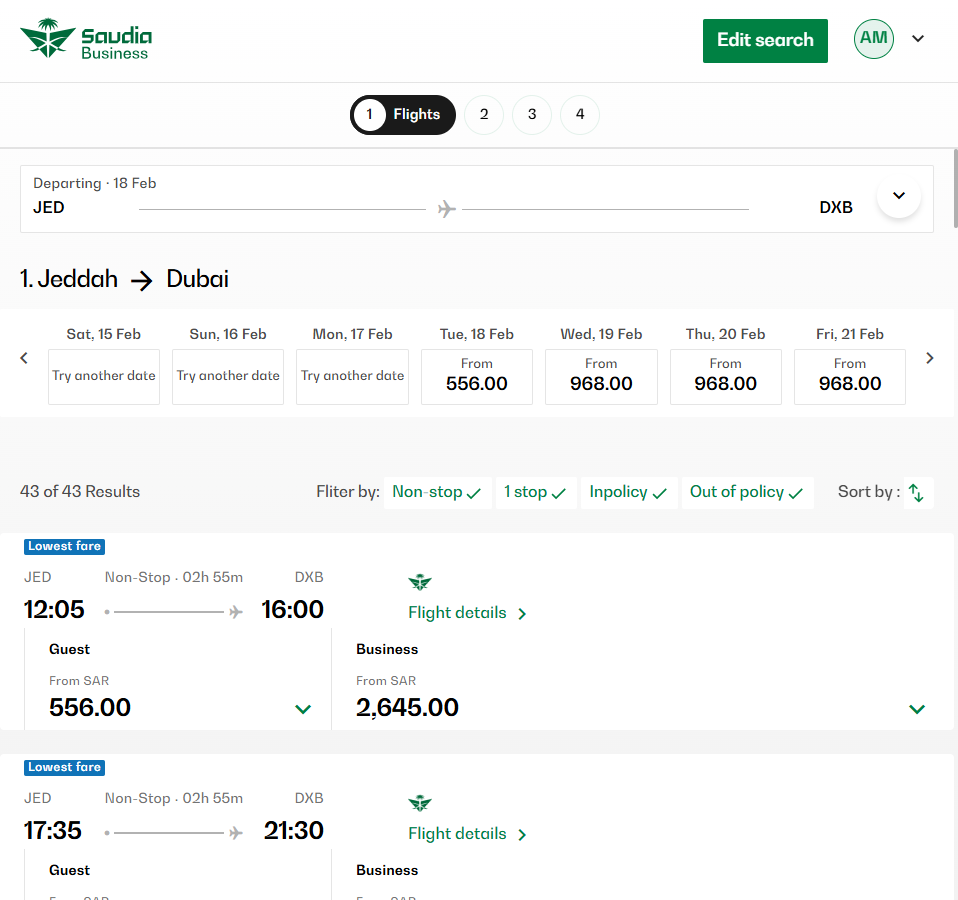 Saudia
Business
Edit search
AM
1 Flights 2 3 4
Departing · 18 Feb
JED DXB
1. Jeddah → Dubai
Sat, 15 Feb Sun, 16 Feb Mon, 17 Feb Tue, 18 Feb Wed, 19 Feb Thu, 20 Feb Fri, 21 Feb
Try another date Try another date Try another date From From From From
556.00 968.00 968.00 968.00
43 of 43 Results Fliter by: Non-stop 1 stop Inpolicy Out of policy Sort by :
Lowest fare
JED Non-Stop · 02h 55m DXB
12:05 16:00 Flight details
Guest Business
From SAR From SAR
556.00 2,645.00
Lowest fare
JED Non-Stop · 02h 55m DXB
17:35 21:30 Flight details
Guest Business
From SAR From SAR